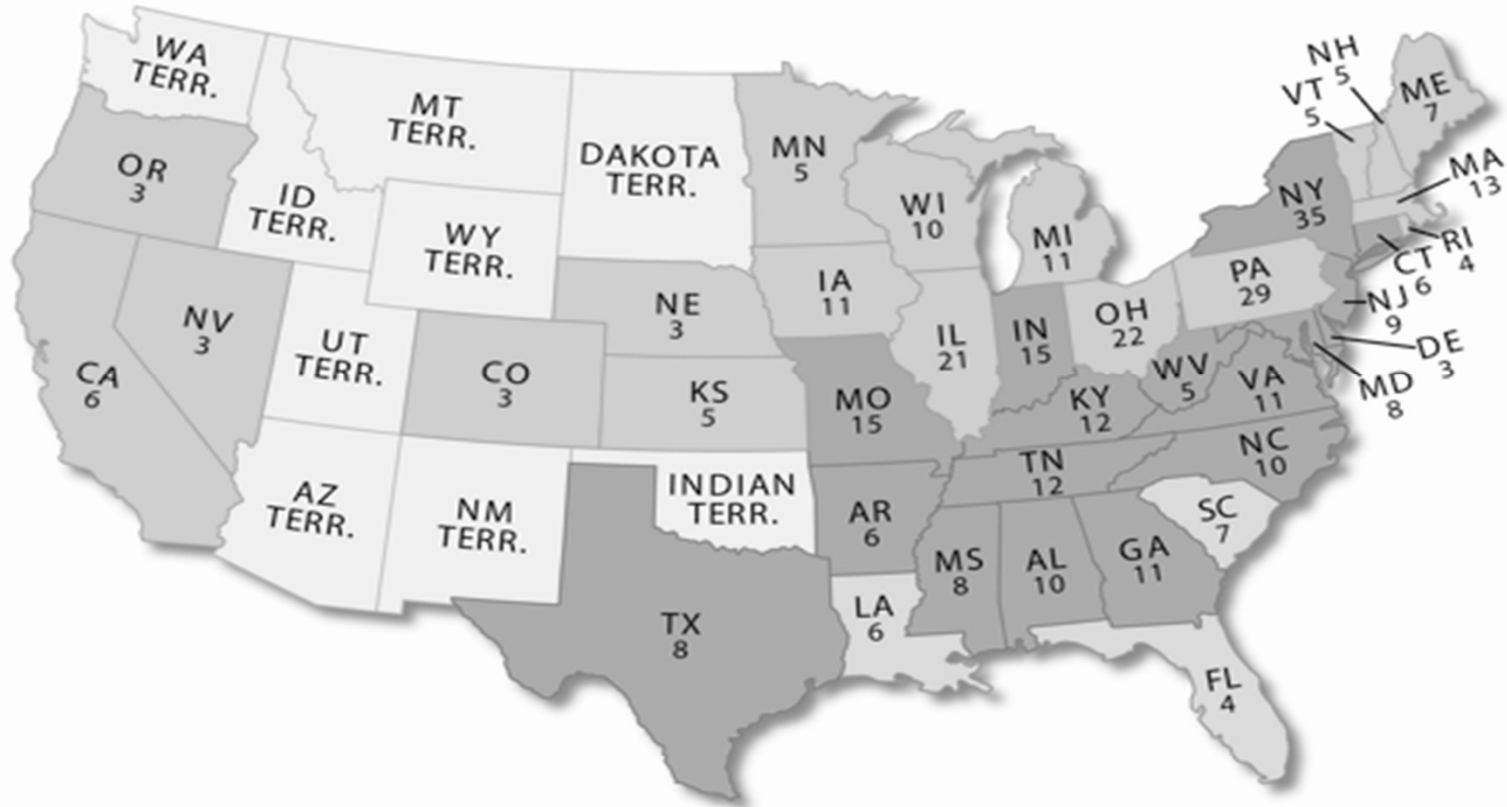 WA
TERR.
MT
TERR.
DAKOTA
TERR.
MN
5
NH
5
VT
5
ME
7
OR
3
ID
TERR.
WY
TERR.
WI
10
MI
11
NY
35
MA
13
RI
4
CT
6
NJ
9
DE
3
MD
8
PA
29
NV
3
UT
TERR.
CA
6
CO
3
NE
3
KS
5
IA
11
IL
21
IN
15
OH
22
MO
15
KY
12
WV
5
VA
11
NC
10
TN
12
SC
7
AZ
TERR.
NM
TERR.
INDIAN
TERR.
AR
6
MS
8
AL
10
GA
11
TX
8
LA
6
FL
4